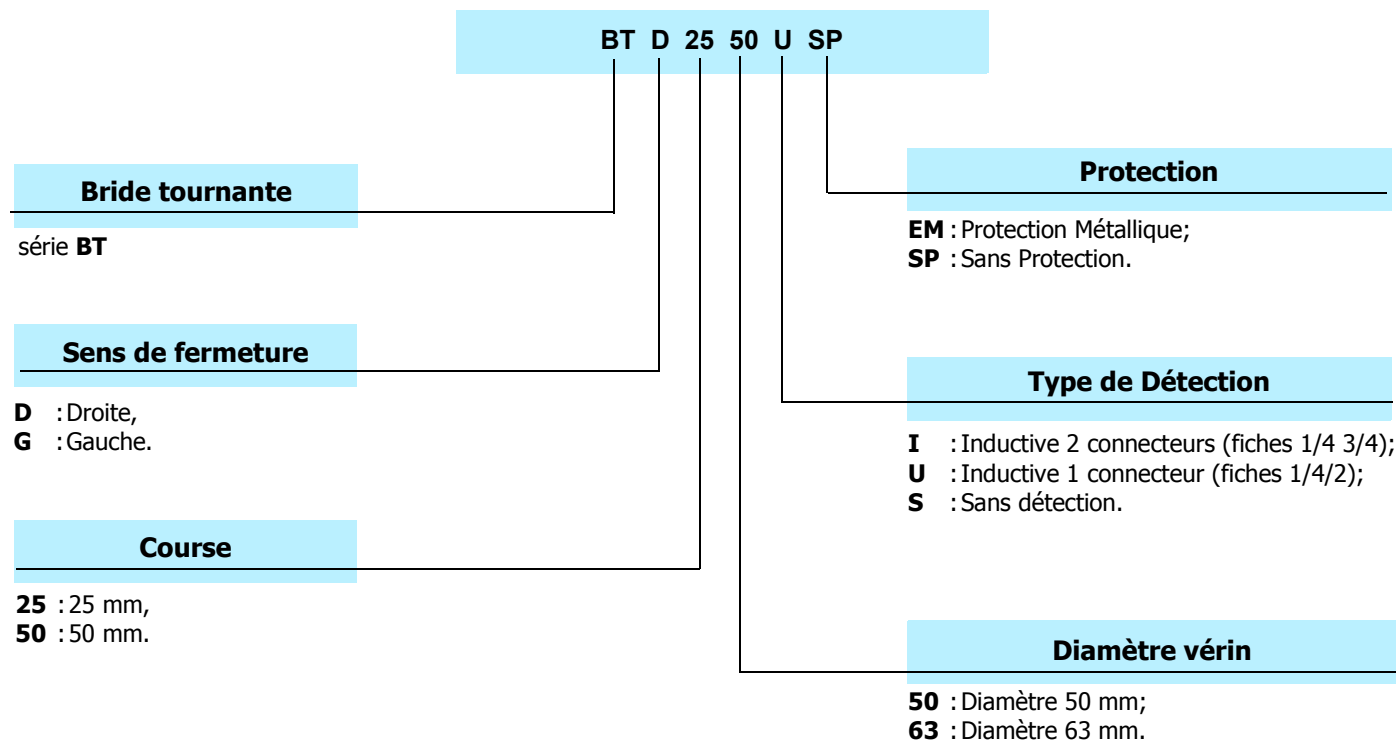 BT D 25 50 U SP
Bride tournante
série BT
Sens de fermeture
D : Droite,
G : Gauche.
Course
25 : 25 mm,
50 : 50 mm.
Protection
EM : Protection Métallique;
SP : Sans Protection.
Type de Détection
I : Inductive 2 connecteurs (fiches 1/4 3/4);
U : Inductive 1 connecteur (fiches 1/4/2);
S : Sans détection.
Diamètre vérin
50 : Diamètre 50 mm;
63 : Diamètre 63 mm.